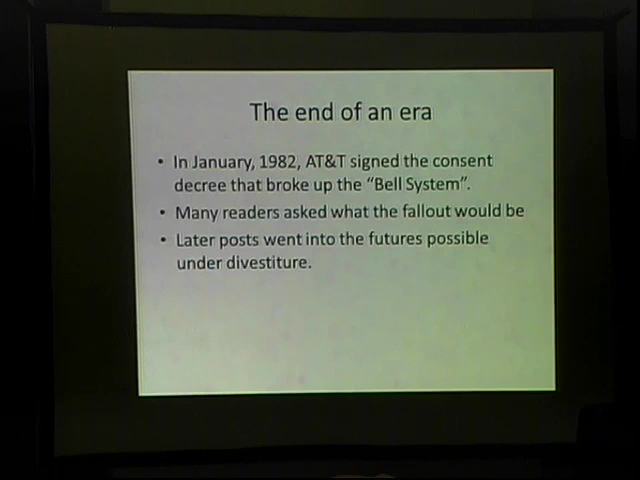 The end of an era
• In January, 1982, AT&T signed the consent
decree that broke up the “Bell System”.
• Many readers asked what the fallout would be
• Later posts went into the futures possible
under divestiture.